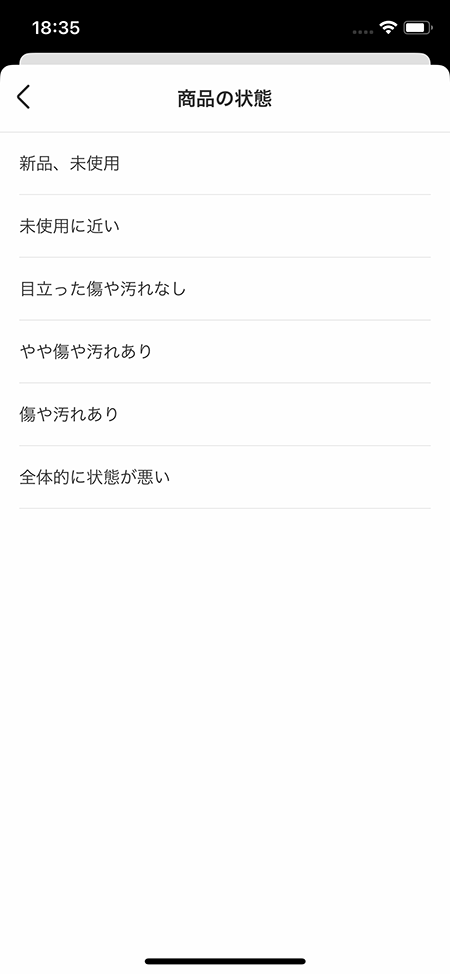 18:35
商品の状態
新品、未使用
未使用に近い
目立った傷や汚れなし
やや傷や汚れあり
傷や汚れあり
全体的に状態が悪い